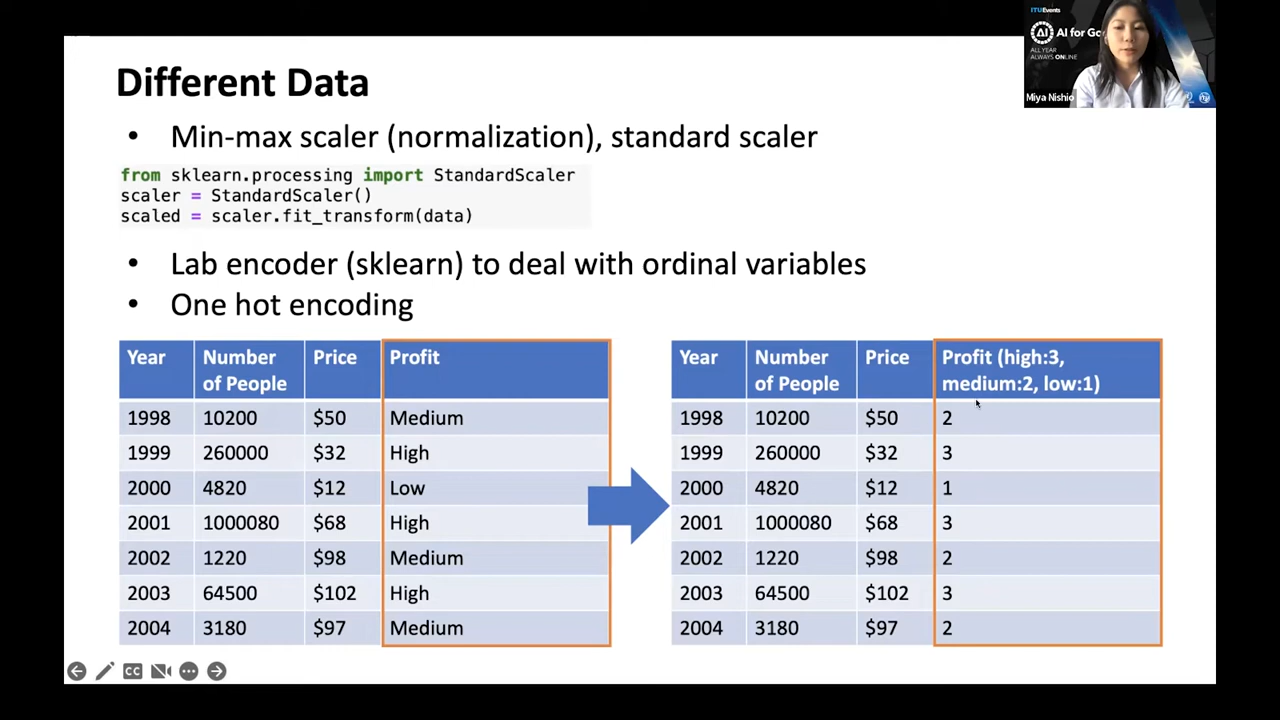 ITUEvents
AI for Go
ALL YEAR
ALWAYS ONLINE
Miya Nishio
Different Data
• Min-max scaler (normalization), standard scaler
from sklearn.processing import StandardScaler
scaler = StandardScaler()
scaled = scaler.fit_transform(data)
• Lab encoder (sklearn) to deal with ordinal variables
• One hot encoding
Year Number of People Price Profit
1998 10200 $50 Medium
1999 260000 $32 High
2000 4820 $12 Low
2001 1000080 $68 High
2002 1220 $98 Medium
2003 64500 $102 High
2004 3180 $97 Medium
Year Number of People Price Profit (high:3, medium:2, low:1)
1998 10200 $50 2
1999 260000 $32 3
2000 4820 $12 1
2001 1000080 $68 3
2002 1220 $98 2
2003 64500 $102 3
2004 3180 $97 2
CC